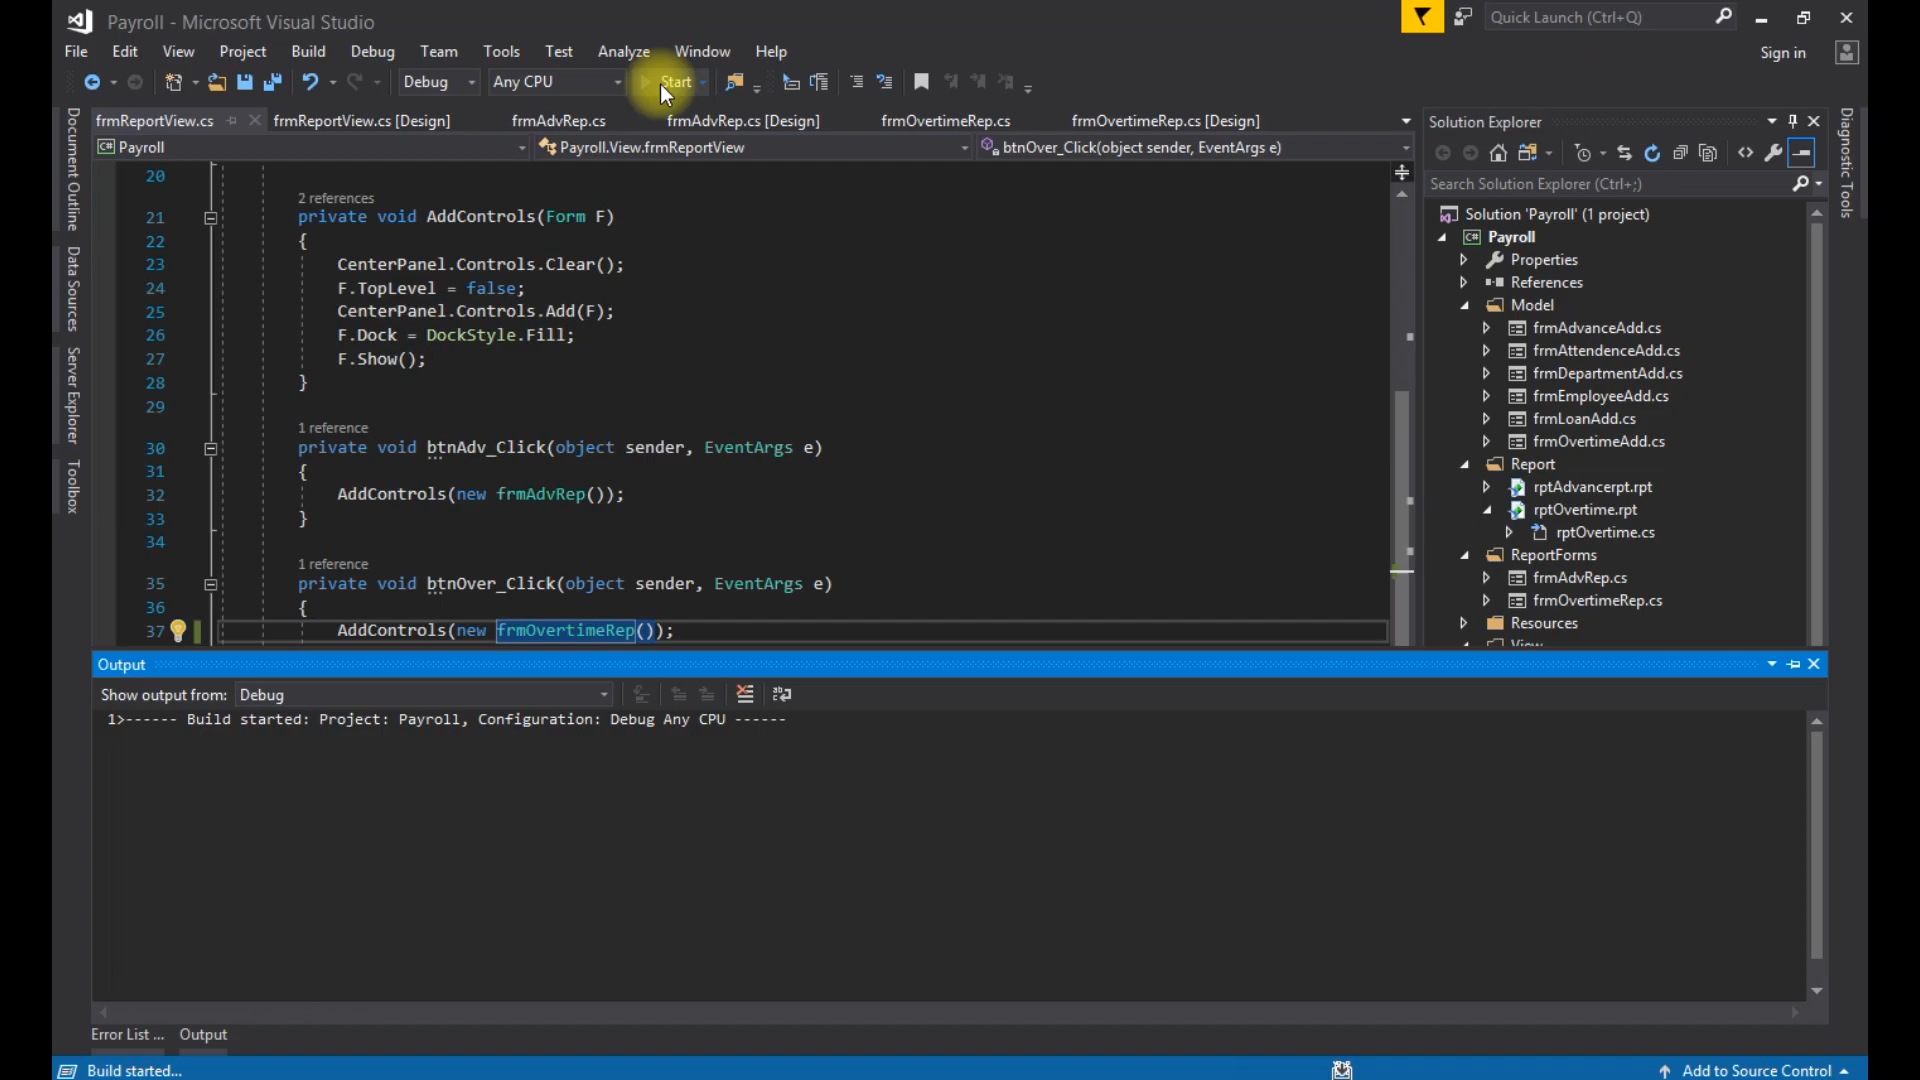 Payroll - Microsoft Visual Studio
Quick Launch (Ctrl+Q)
File Edit View Project Build Debug Team Tools Test Analyze Window Help
Sign in
Debug Any CPU Start
frmReportView.cs frmReportView.cs [Design] frmAdvRep.cs frmAdvRep.cs [Design] frmOvertimeRep.cs frmOvertimeRep.cs [Design]
C# Payroll Payroll.View.frmReportView btnOver_Click(object sender, EventArgs e)
Document Outline
Data Sources
Server Explorer
Toolbox
20
2 references
21 private void AddControls(Form F)
22 {
23 CenterPanel.Controls.Clear();
24 F.TopLevel = false;
25 CenterPanel.Controls.Add(F);
26 F.Dock = DockStyle.Fill;
27 F.Show();
28 }
29
1 reference
30 private void btnAdv_Click(object sender, EventArgs e)
31 {
32 AddControls(new frmAdvRep());
33 }
34
1 reference
35 private void btnOver_Click(object sender, EventArgs e)
36 {
37 AddControls(new frmOvertimeRep());
Solution Explorer
Search Solution Explorer (Ctrl+;)
Solution 'Payroll' (1 project)
C# Payroll
Properties
References
Model
frmAdvanceAdd.cs
frmAttendenceAdd.cs
frmDepartmentAdd.cs
frmEmployeeAdd.cs
frmLoanAdd.cs
frmOvertimeAdd.cs
Report
rptAdvancerpt.rpt
rptOvertime.rpt
rptOvertime.cs
ReportForms
frmAdvRep.cs
frmOvertimeRep.cs
Resources
View
Diagnostic Tools
Output
Show output from: Debug
1>------ Build started: Project: Payroll, Configuration: Debug Any CPU ------
Error List ... Output
Build started...
Add to Source Control